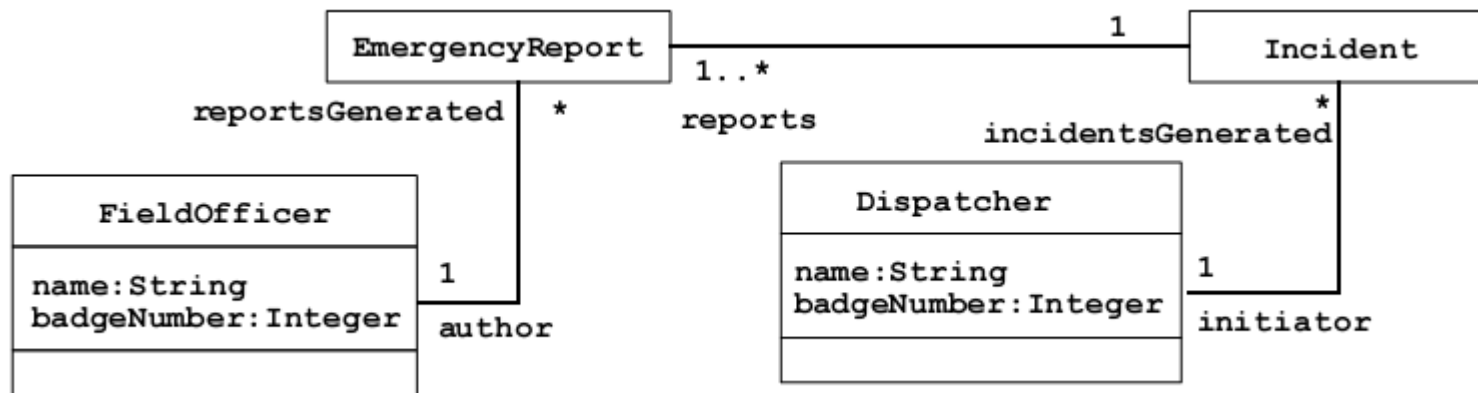 EmergencyReport
1
Incident
1..*
reportsGenerated
*
reports
*
incidentsGenerated
FieldOfficer
name:String
badgeNumber:Integer
1
author
Dispatcher
name:String
badgeNumber:Integer
1
initiator